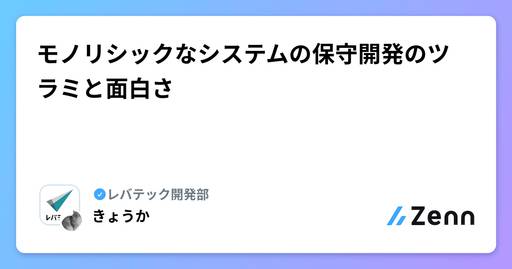 モノリシックなシステムの保守開発のツ
ラミと面白さ
レバテック開発部
きょうか
Zenn